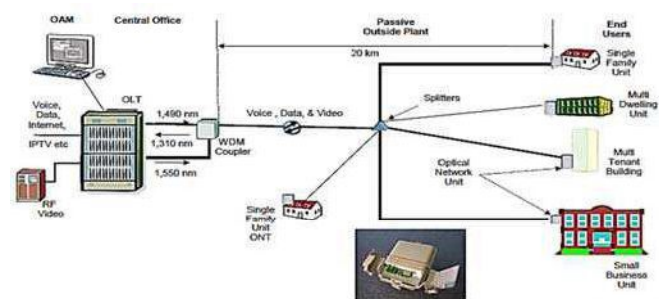 OAM
Central Office
Passive
Outside Plant
20 km
End
Users
Single
Family
Unit
OLT
Voice,
Data,
Internet,
IPTV etc
1,490 nm
1,310 nm
1,550 nm
WDM
Coupler
Voice , Data, & Video
Splitters
Multi
Dwelling
Unit
Multi
Tenant
Building
Optical
Network
Unit
RF
Video
Single
Family
Unit
ONT
Small
Business
Unit